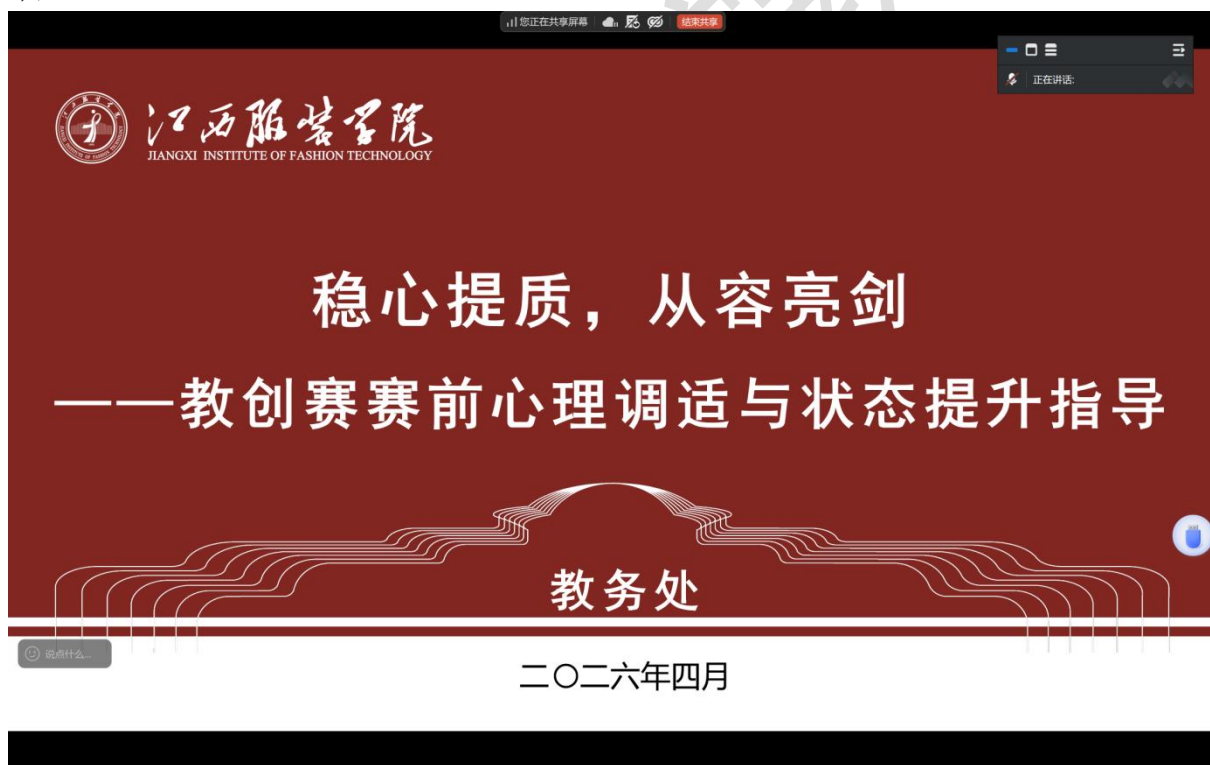 您正在共享屏幕
结束共享
正在讲话:
江西服装学院
JIANGXI INSTITUTE OF FASHION TECHNOLOGY
稳心提质，从容亮剑
——教创赛赛前心理调适与状态提升指导
教务处
说点什么...
二〇二六年四月